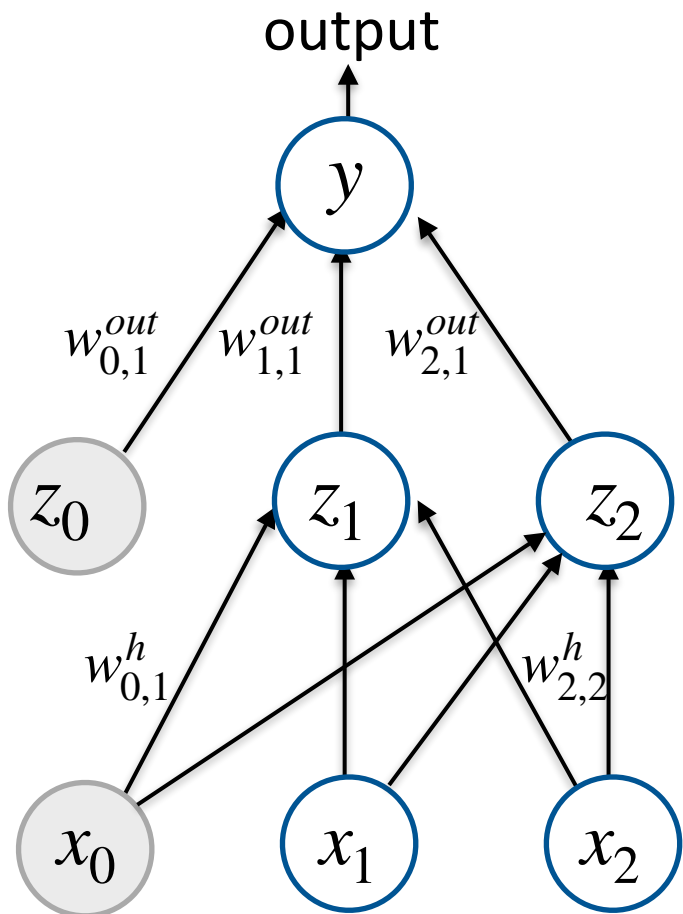 output
y
w_{0,1}^{out} w_{1,1}^{out} w_{2,1}^{out}
z_0 z_1 z_2
w_{0,1}^{h} w_{2,2}^{h}
x_0 x_1 x_2